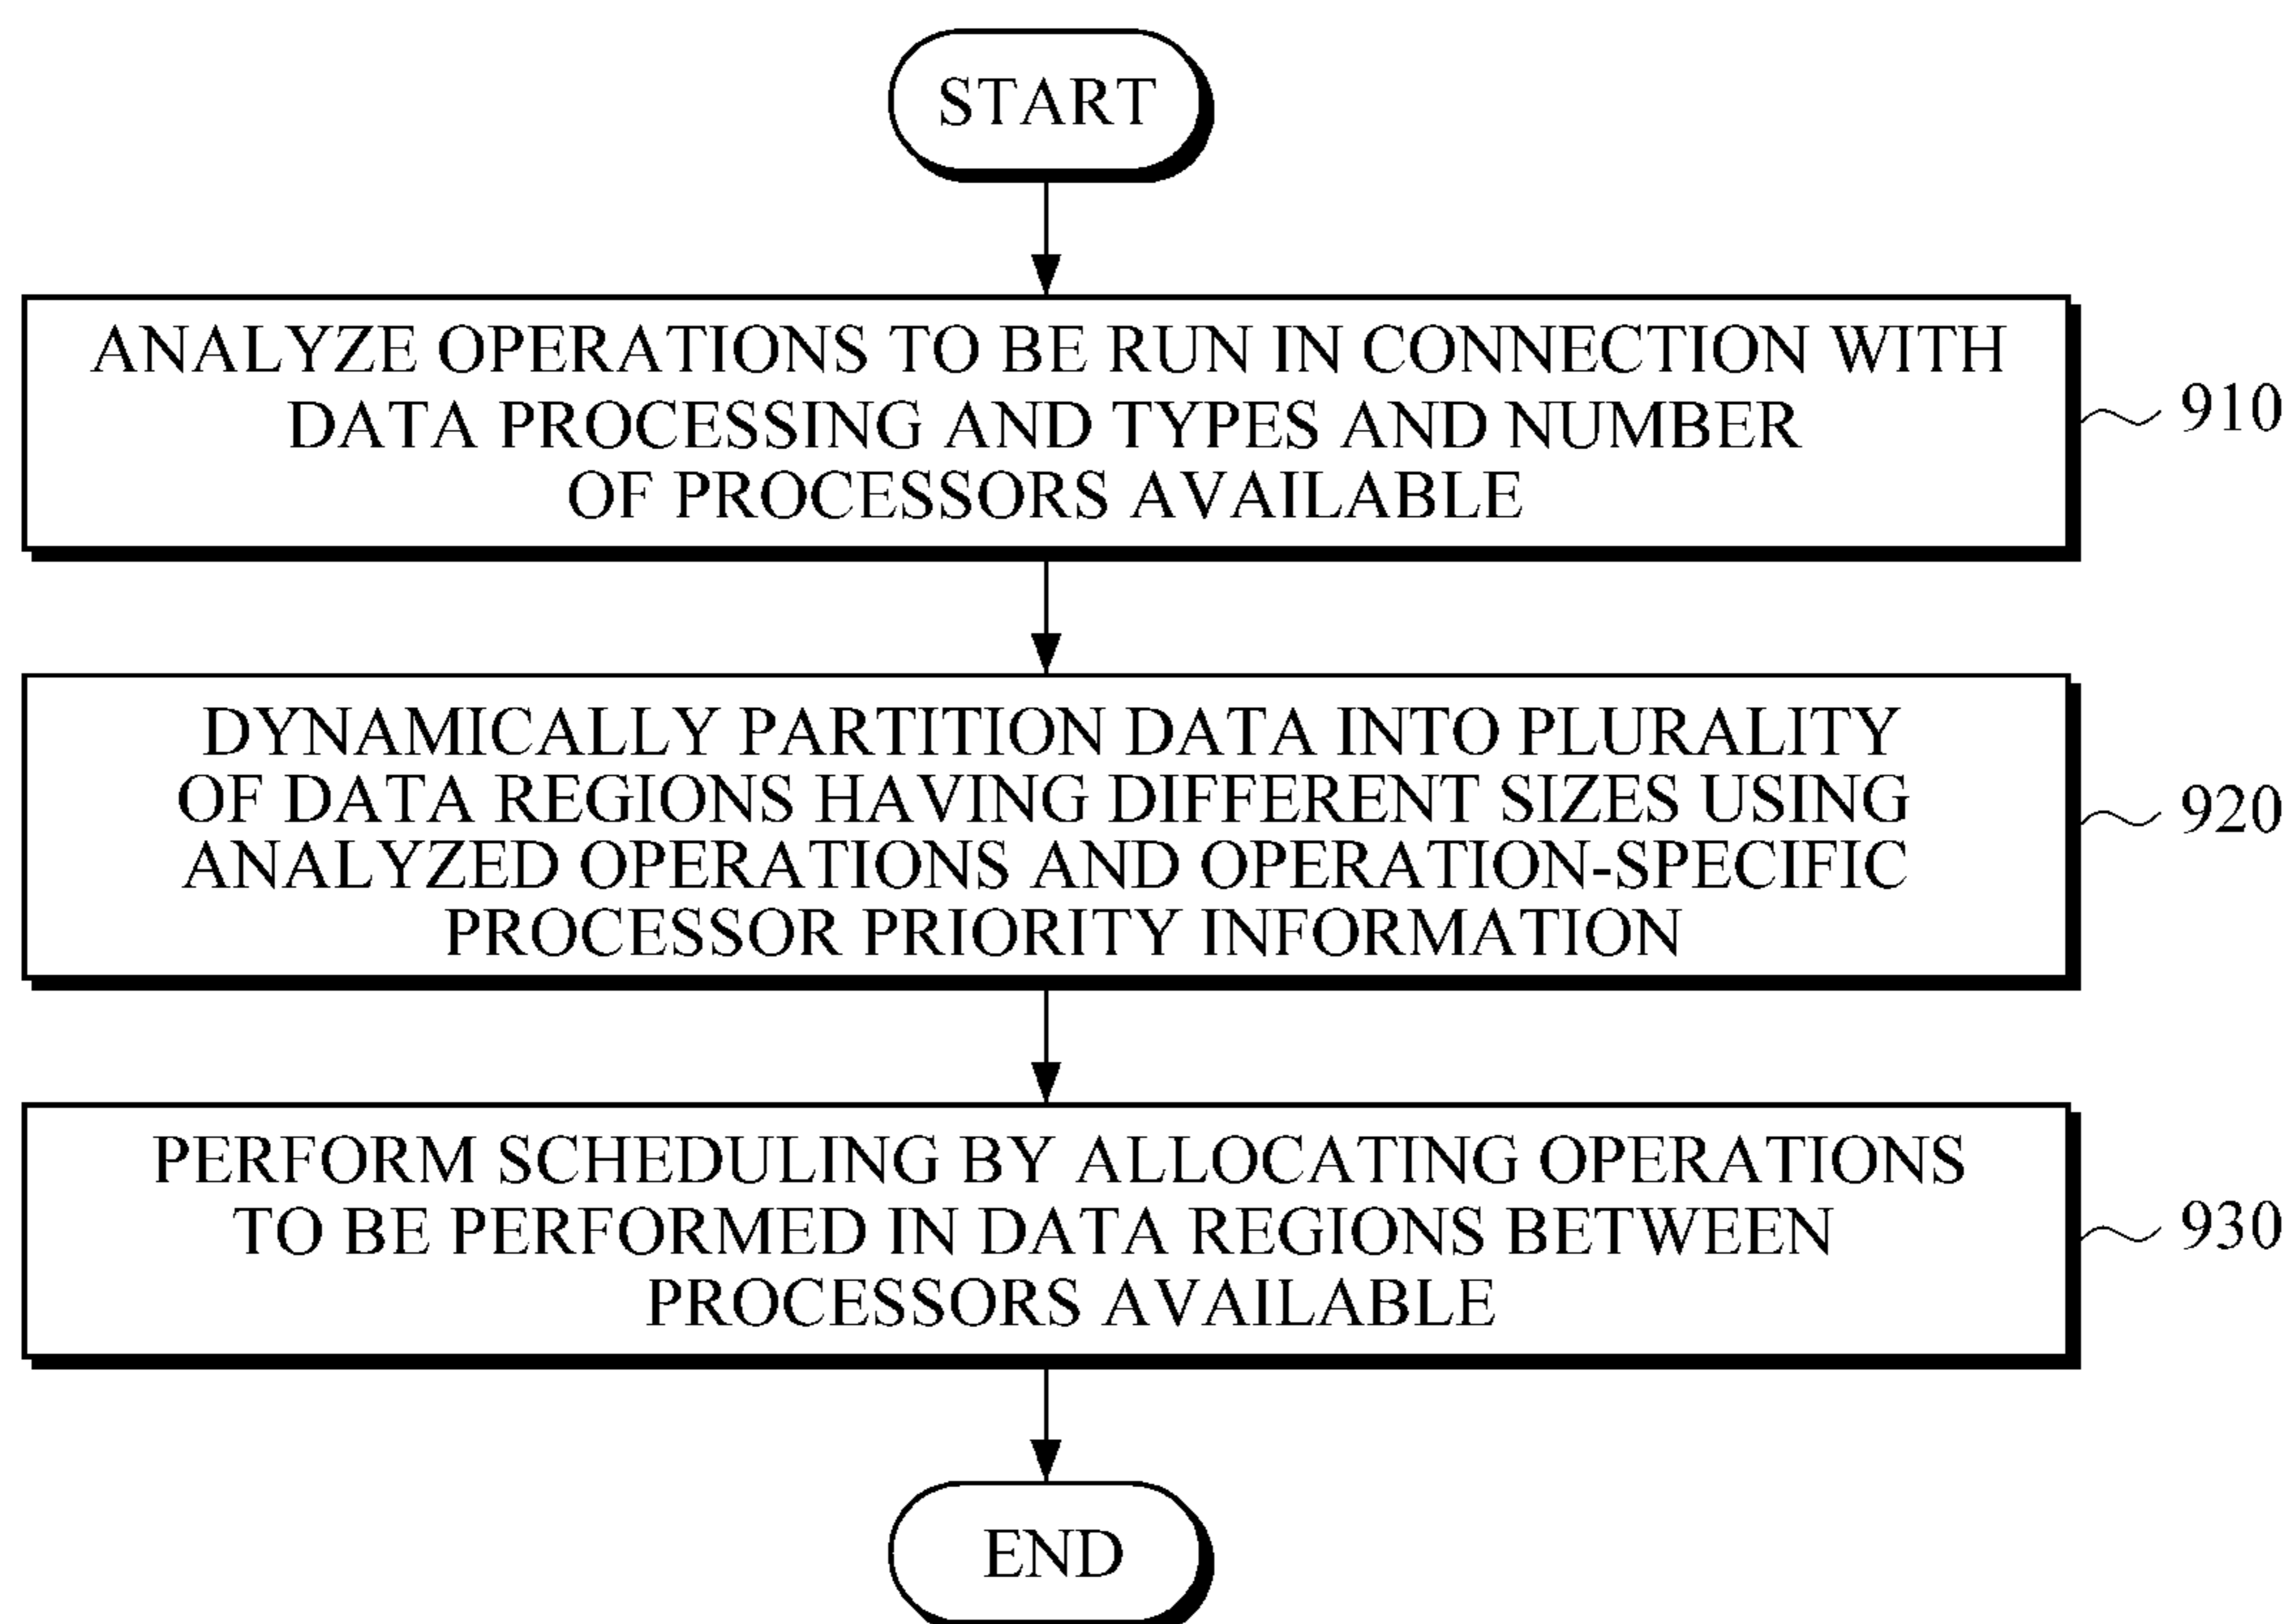 START
ANALYZE OPERATIONS TO BE RUN IN CONNECTION WITH
DATA PROCESSING AND TYPES AND NUMBER
OF PROCESSORS AVAILABLE
910
DYNAMICALLY PARTITION DATA INTO PLURALITY
OF DATA REGIONS HAVING DIFFERENT SIZES USING
ANALYZED OPERATIONS AND OPERATION-SPECIFIC
PROCESSOR PRIORITY INFORMATION
920
PERFORM SCHEDULING BY ALLOCATING OPERATIONS
TO BE PERFORMED IN DATA REGIONS BETWEEN
PROCESSORS AVAILABLE
930
END